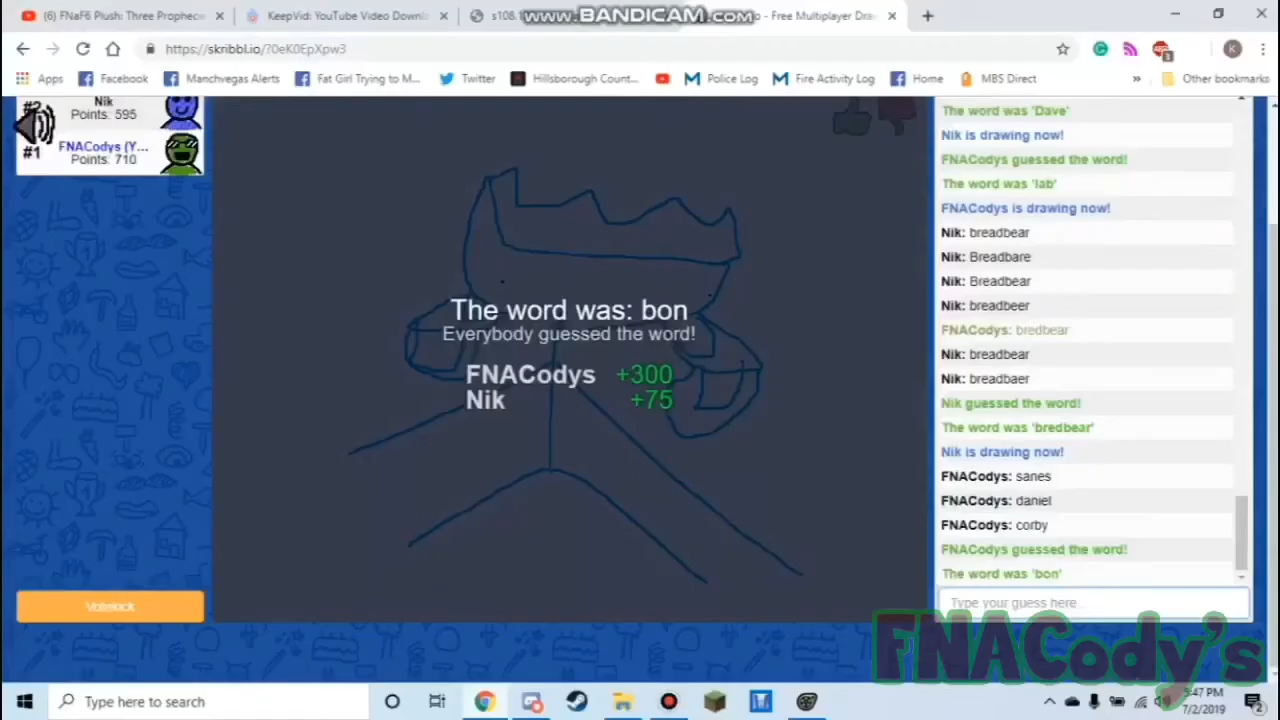 (6) FNaF6 Plush: Three Prophece
KeepVid: YouTube Video Downl
s108.
www.BANDICAM.com
- Free Multiplayer Dra
https://skribbl.io/?0eK0EpXpw3
Apps
Facebook
Manchvegas Alerts
Fat Girl Trying to M...
Twitter
Hillsborough Count...
Police Log
Fire Activity Log
Home
MBS Direct
»
Other bookmarks
#2
Nik
Points: 595
#1
FNACodys (Y...
Points: 710
The word was: bon
Everybody guessed the word!
FNACodys +300
Nik +75
Votekick
The word was 'Dave'
Nik is drawing now!
FNACodys guessed the word!
The word was 'lab'
FNACodys is drawing now!
Nik: breadbear
Nik: Breadbare
Nik: Breadbear
Nik: breadbeer
FNACodys: bredbear
Nik: breadbear
Nik: breadbaer
Nik guessed the word!
The word was 'bredbear'
Nik is drawing now!
FNACodys: sanes
FNACodys: daniel
FNACodys: corby
FNACodys guessed the word!
The word was 'bon'
Type your guess here...
FNACody's
Type here to search
5:47 PM
7/2/2019